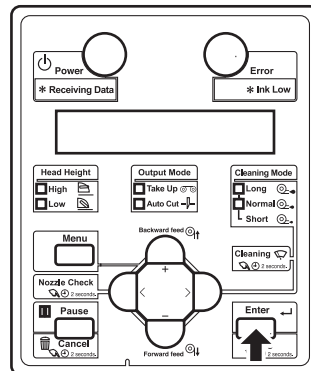 Power
Error
* Receiving Data
* Ink Low
Head Height
High
Low
Output Mode
Take Up
Auto Cut
Cleaning Mode
Long
Normal
Short
Menu
Backward feed
Cleaning
2 seconds.
Nozzle Check
2 seconds.
+
< >
−
Pause
Cancel
2 seconds.
Forward feed
Enter